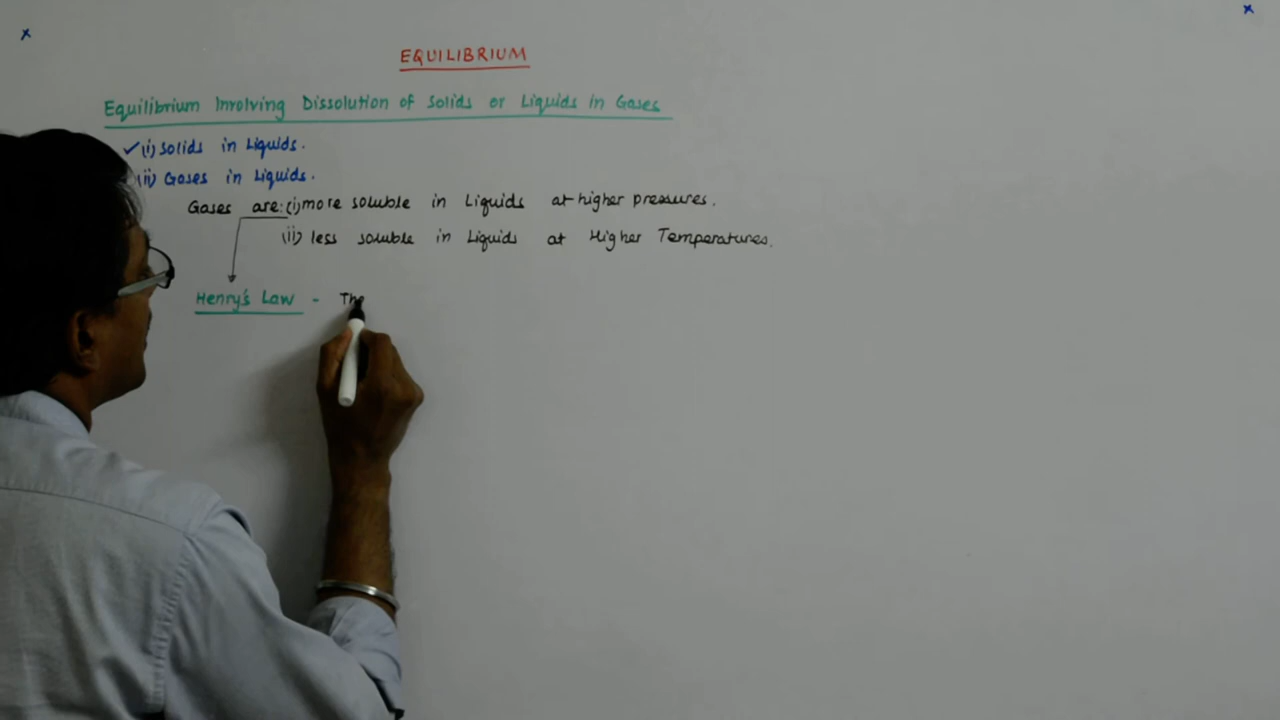 EQUILIBRIUM
Equilibrium Involving Dissolution of Solids or Liquids in Gases
✓(i) Solids in Liquids.
(ii) Gases in Liquids.
Gases are: (i) more soluble in Liquids at higher pressures.
(ii) less soluble in Liquids at Higher Temperatures.
Henry's Law - The